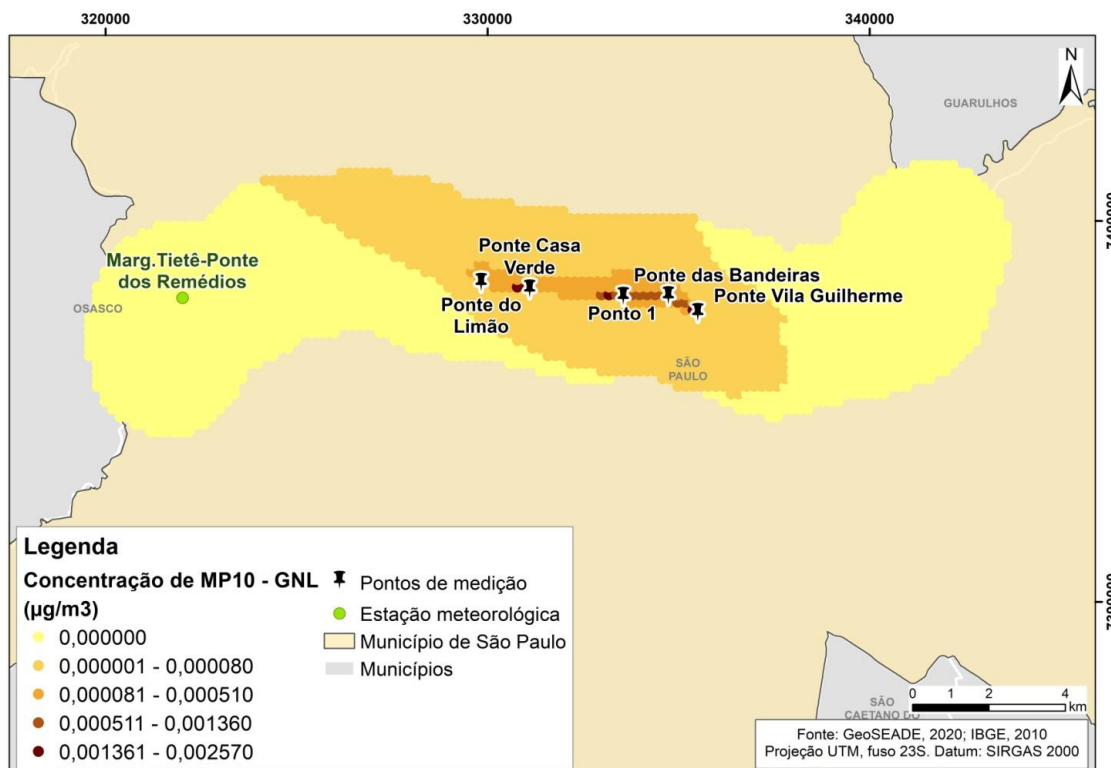 320000
330000
340000
N
GUARULHOS
Marg.Tietê-Ponte
dos Remédios
OSASCO
Ponte Casa
Verde
Ponte do
Limão
Ponte das Bandeiras
Ponto 1
Ponte Vila Guilherme
SÃO
PAULO
Legenda
Concentração de MP10 - GNL
(µg/m3)
0,000000
0,000001 - 0,000080
0,000081 - 0,000510
0,000511 - 0,001360
0,001361 - 0,002570
Pontos de medição
Estação meteorológica
Município de São Paulo
Municípios
0 1 2 4
km
SÃO
CAETANO DO
Fonte: GeoSEADE, 2020; IBGE, 2010
Projeção UTM, fuso 23S. Datum: SIRGAS 2000